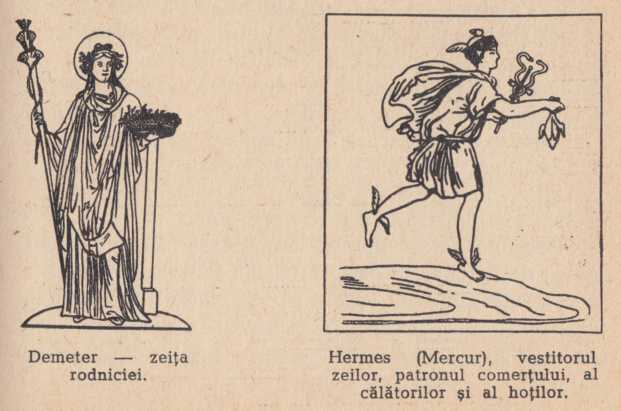 Demeter — zeița
rodniciei.
Hermes (Mercur), vestitorul
zeilor, patronul comerțului, al
călătorilor și al hoților.